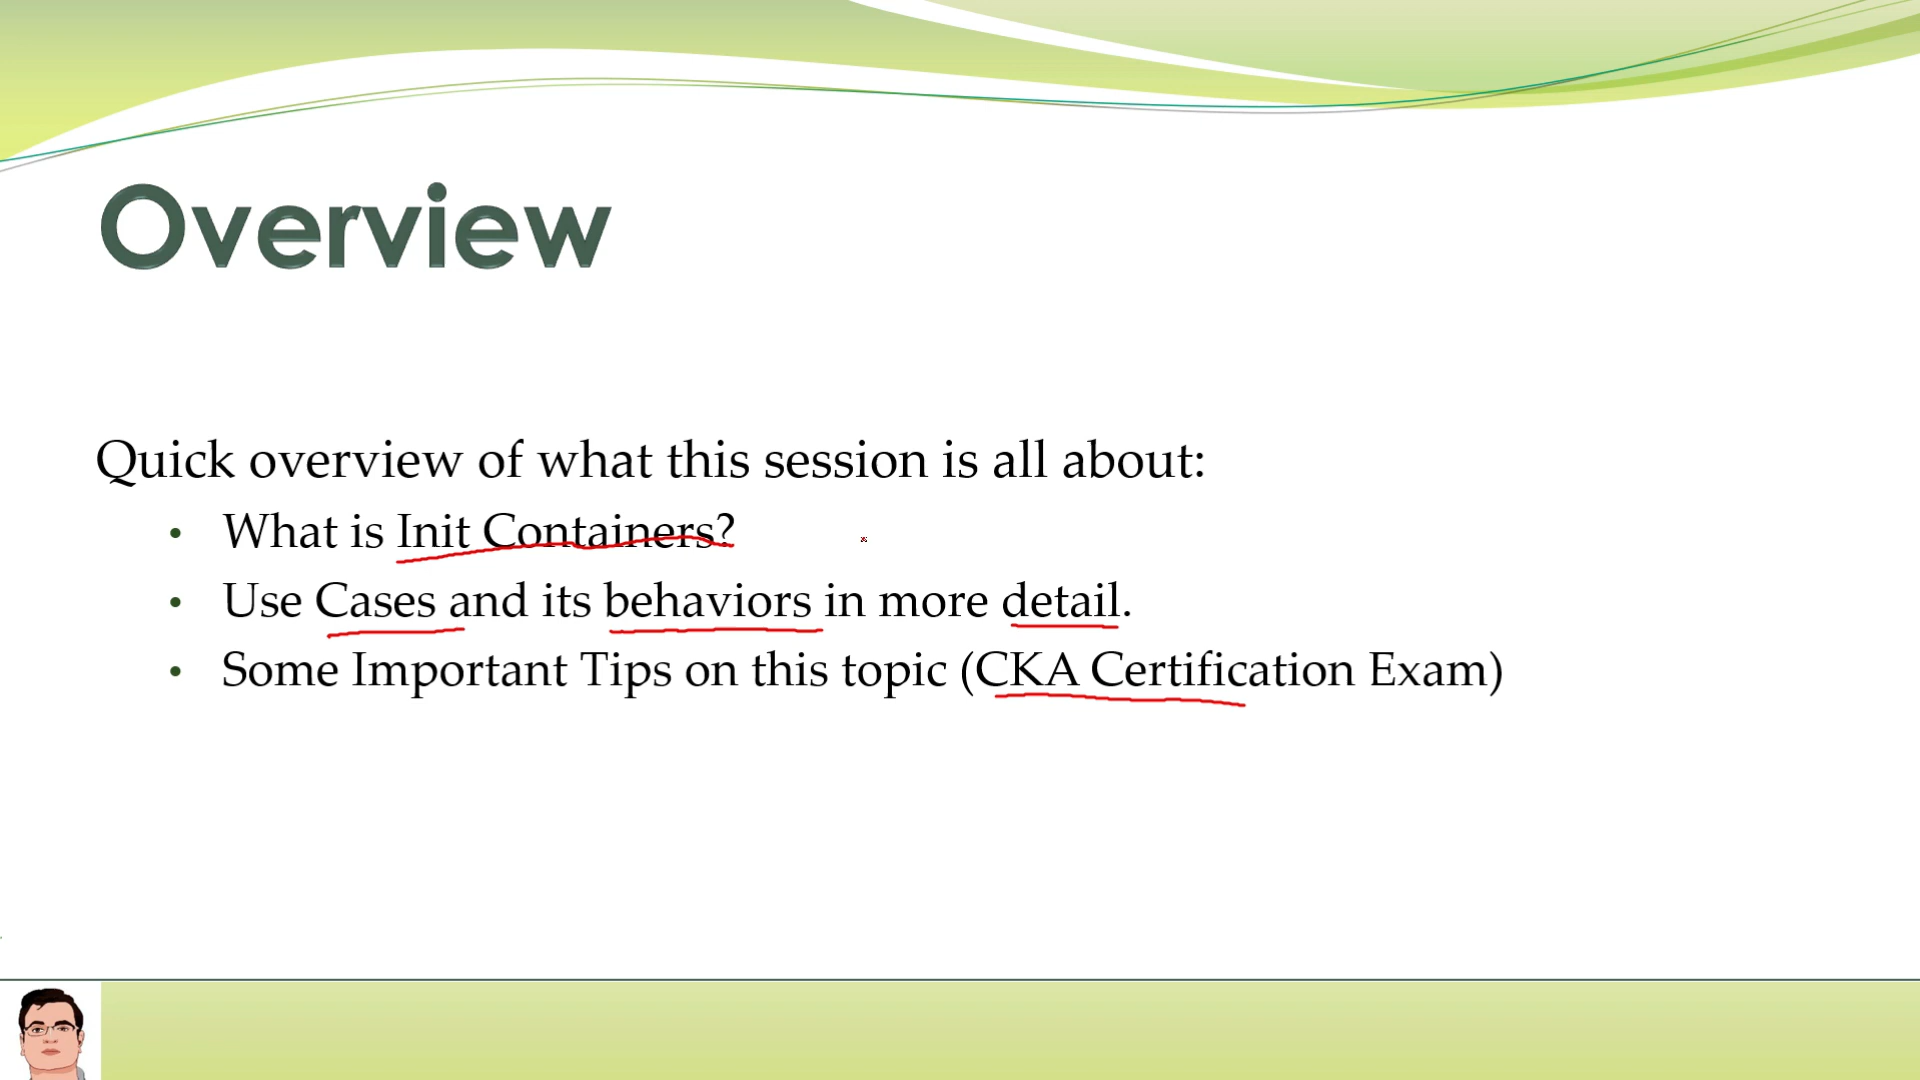 Overview
Quick overview of what this session is all about:
• What is Init Containers?
• Use Cases and its behaviors in more detail.
• Some Important Tips on this topic (CKA Certification Exam)